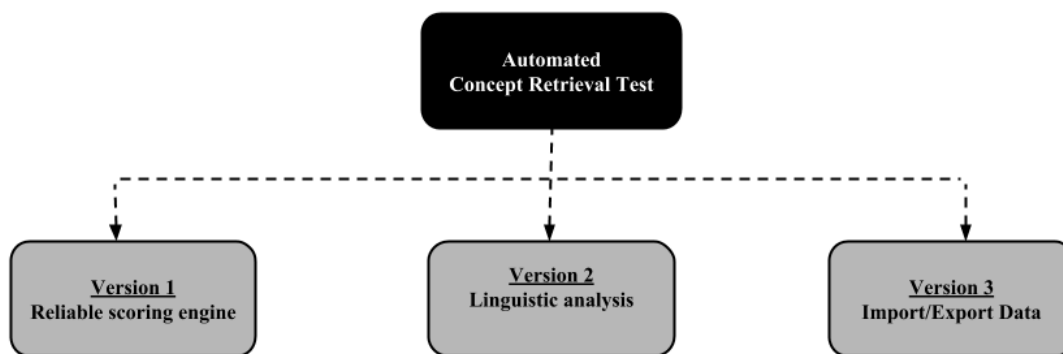 Automated
Concept Retrieval Test
Version 1
Reliable scoring engine
Version 2
Linguistic analysis
Version 3
Import/Export Data